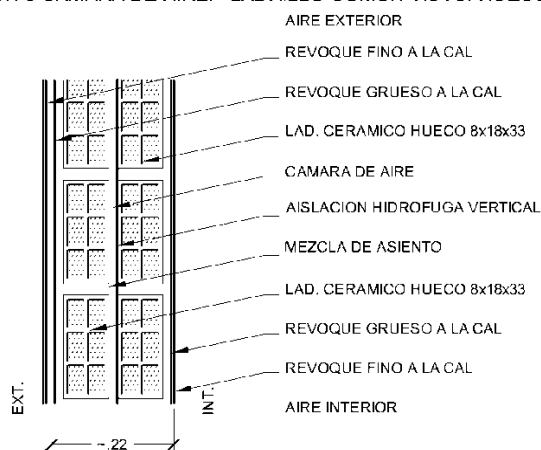 AIRE EXTERIOR
REVOQUE FINO A LA CAL
REVOQUE GRUESO A LA CAL
LAD. CERAMICO HUECO 8x18x33
CAMARA DE AIRE
AISLACION HIDROFUGA VERTICAL
MEZCLA DE ASIENTO
LAD. CERAMICO HUECO 8x18x33
REVOQUE GRUESO A LA CAL
REVOQUE FINO A LA CAL
AIRE INTERIOR
EXT.
INT.
~.22